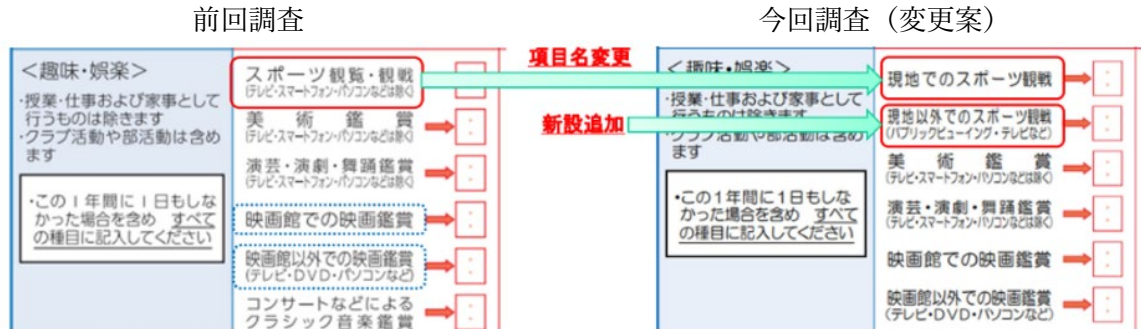 前回調査
今回調査（変更案）
＜趣味・娯楽＞
・授業・仕事および家事として
行うものは除きます
・クラブ活動や部活動は含め
ます
・この1年間に1日もしな
かった場合を含め すべて
の種目に記入してください
スポーツ観覧・観戦
(テレビ・スマートフォン・パソコンなどは除く)
美術鑑賞
(テレビ・スマートフォン・パソコンなどは除く)
演芸・演劇・舞踊鑑賞
(テレビ・スマートフォン・パソコンなどは除く)
映画館での映画鑑賞
映画館以外での映画鑑賞
(テレビ・DVD・パソコンなど)
コンサートなどによる
クラシック音楽鑑賞
項目名変更
新設追加
＜趣味・娯楽＞
・授業・仕事および家事として
行うものは除きます
・クラブ活動や部活動は含め
ます
・この1年間に1日もしな
かった場合を含め すべて
の種目に記入してください
現地でのスポーツ観戦
現地以外でのスポーツ観戦
(パブリックビューイング・テレビなど)
美術鑑賞
(テレビ・スマートフォン・パソコンなどは除く)
演芸・演劇・舞踊鑑賞
(テレビ・スマートフォン・パソコンなどは除く)
映画館での映画鑑賞
映画館以外での映画鑑賞
(テレビ・DVD・パソコンなど)